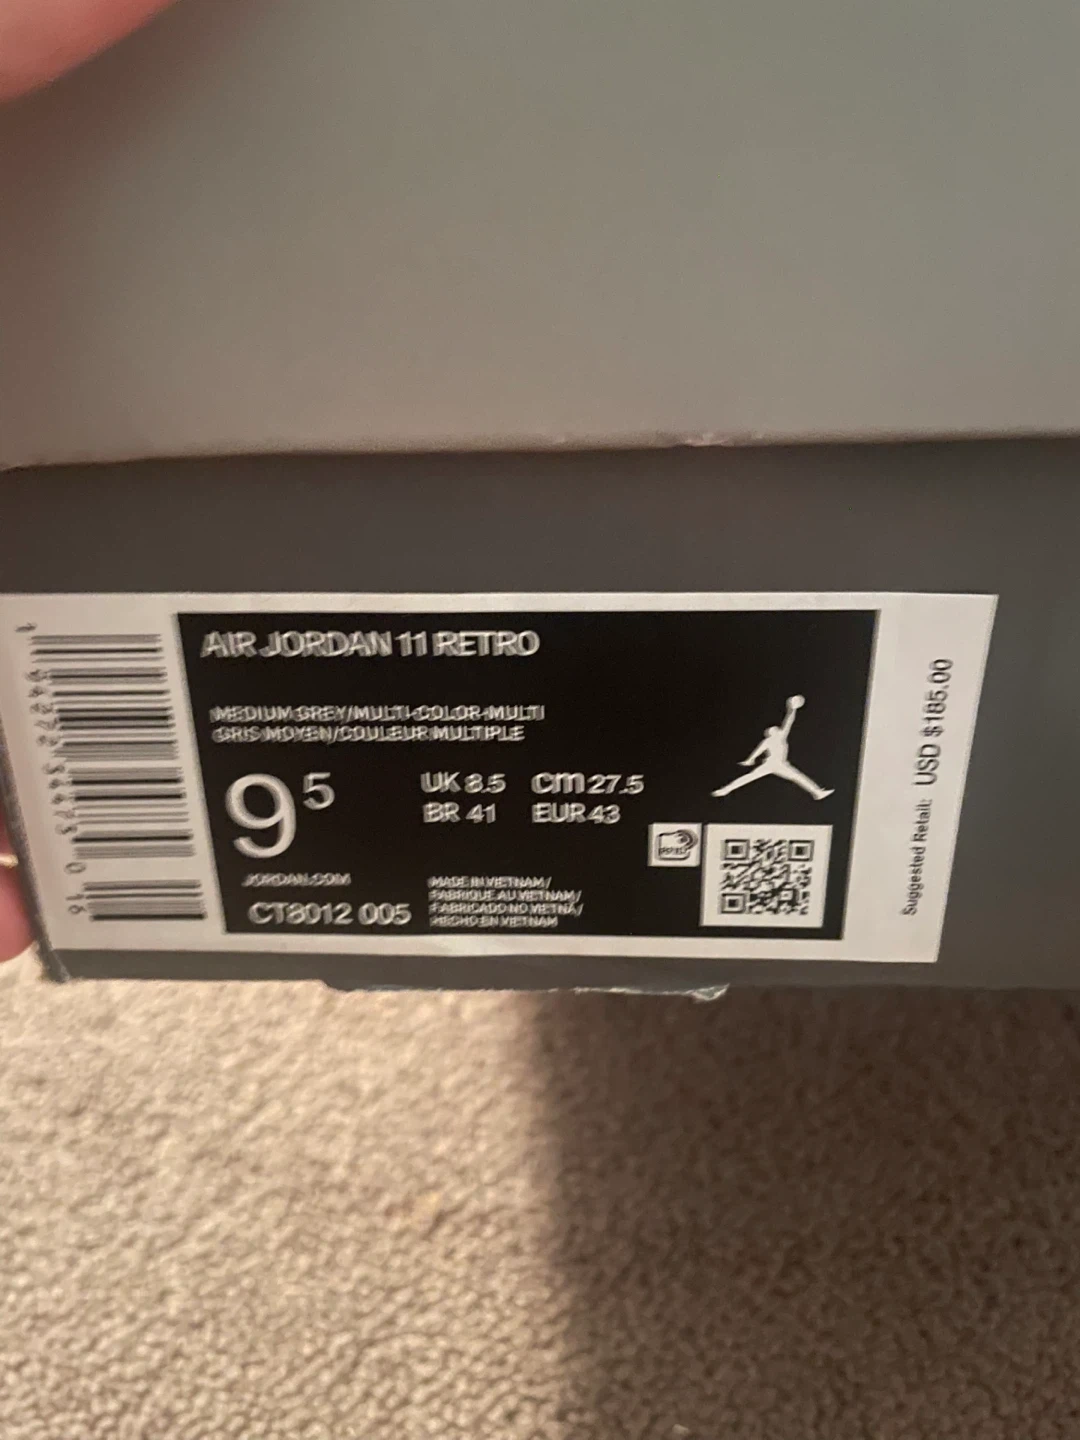 AIR JORDAN 11 RETRO
MEDIUM GREY/MULTI-COLOR-MULTI
GRIS MOYEN/COULEUR MULTIPLE
9 5
UK 8.5 cm 27.5
BR 41 EUR 43
JORDAN.COM
CT8012 005
MADE IN VIETNAM/
FABRIQUE AU VIETNAM/
FABRICADO NO VIETNÃ/
HECHO EN VIETNAM
Suggested Retail: USD $185.00